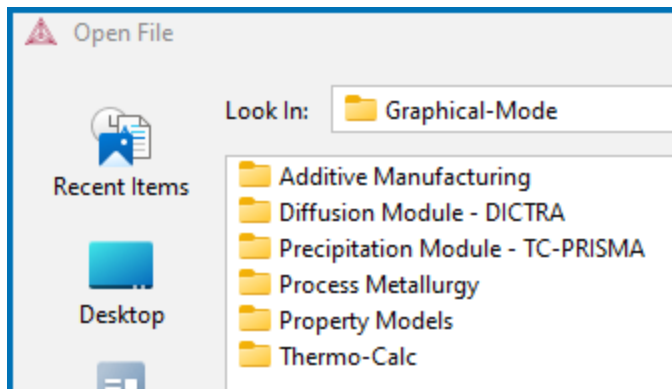 Open File
Look In: Graphical-Mode
Recent Items
Desktop
Additive Manufacturing
Diffusion Module - DICTRA
Precipitation Module - TC-PRISMA
Process Metallurgy
Property Models
Thermo-Calc